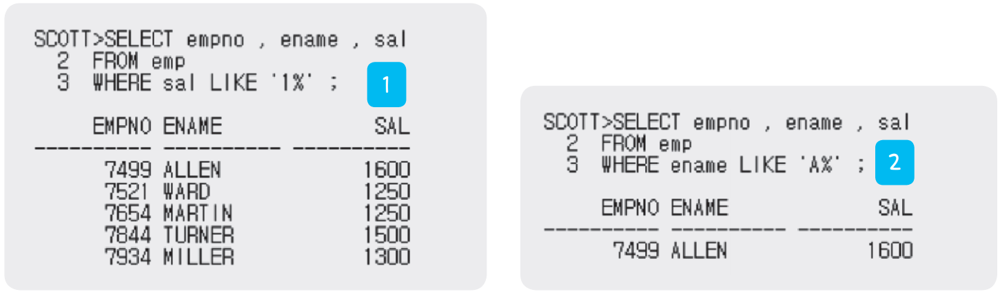 SCOTT>SELECT empno , ename , sal
2 FROM emp
3 WHERE sal LIKE '1%' ;
1
EMPNO ENAME SAL
---------- ---------- ----------
7499 ALLEN 1600
7521 WARD 1250
7654 MARTIN 1250
7844 TURNER 1500
7934 MILLER 1300
SCOTT>SELECT empno , ename , sal
2 FROM emp
3 WHERE ename LIKE 'A%' ;
2
EMPNO ENAME SAL
---------- ---------- ----------
7499 ALLEN 1600